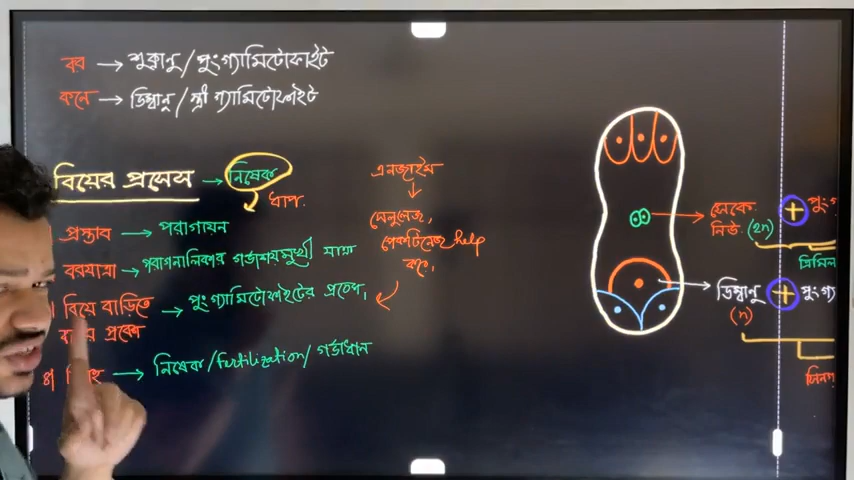 বর → শুক্রাণু/পুংগ্যামিটোফাইট
কনে → ডিম্বাণু/স্ত্রী গ্যামিটোফাইট
বিয়ের প্রসেস → নিষেক
ধাপ.
প্রস্তাব → পরাগায়ন
বরযাত্রা → পরাগনালিকার গর্ভাশয়মুখী যাত্রা
বিয়ে বাড়িতে
প্রবেশ → পুংগ্যামিটোফাইটের প্রবেশ,
৪) → নিষেক/fertilization/গর্ভাধান
এনজাইম
↓
সেলুলেজ,
পেকটিনেজ help
করে,
সেকে.
নিউ. (2n) + পুং
ত্রিমিল
ডিম্বাণু + পুংগ্যা
(n)